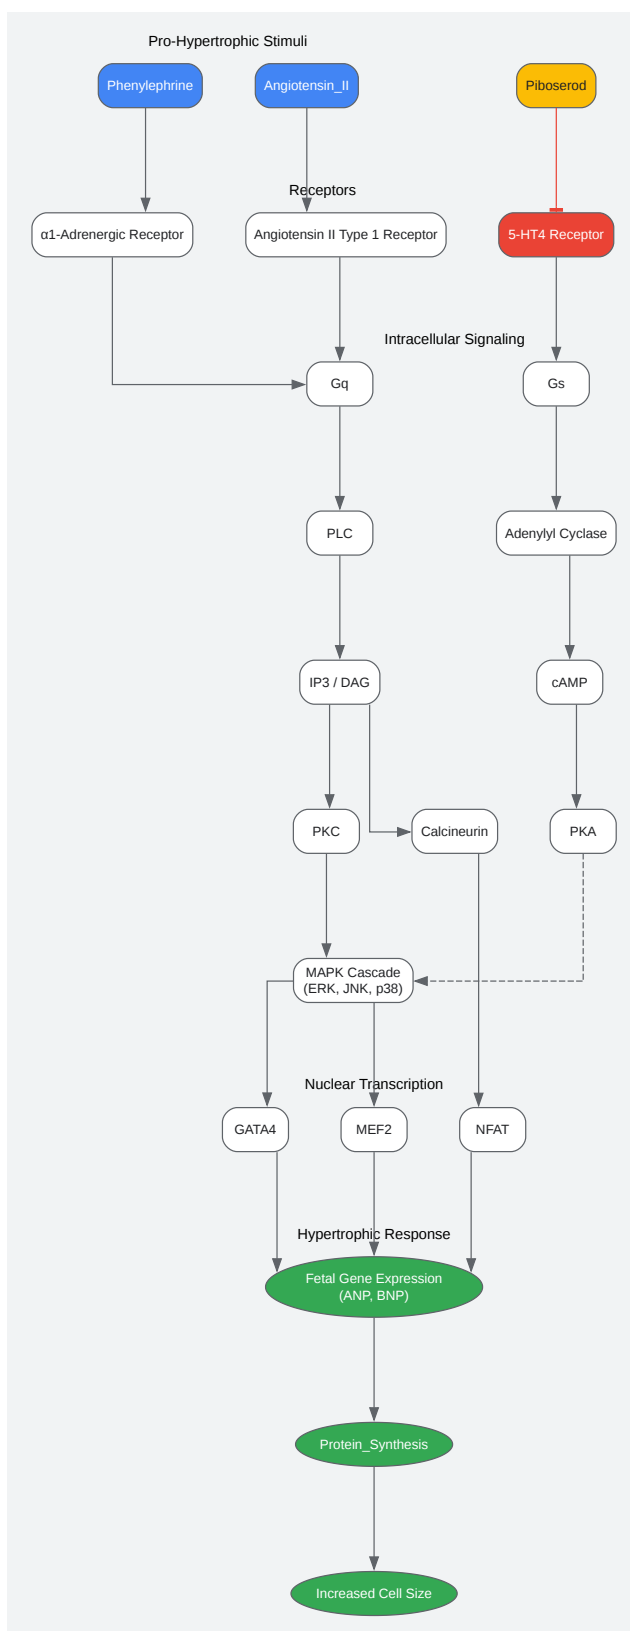 Pro-Hypertrophic Stimuli
Phenylephrine
Angiotensin_II
Piboserod
Receptors
α1-Adrenergic Receptor
Angiotensin II Type 1 Receptor
5-HT4 Receptor
Intracellular Signaling
Gq
Gs
PLC
Adenylyl Cyclase
IP3 / DAG
cAMP
PKC
Calcineurin
PKA
MAPK Cascade
(ERK, JNK, p38)
Nuclear Transcription
GATA4
MEF2
NFAT
Hypertrophic Response
Fetal Gene Expression
(ANP, BNP)
Protein_Synthesis
Increased Cell Size